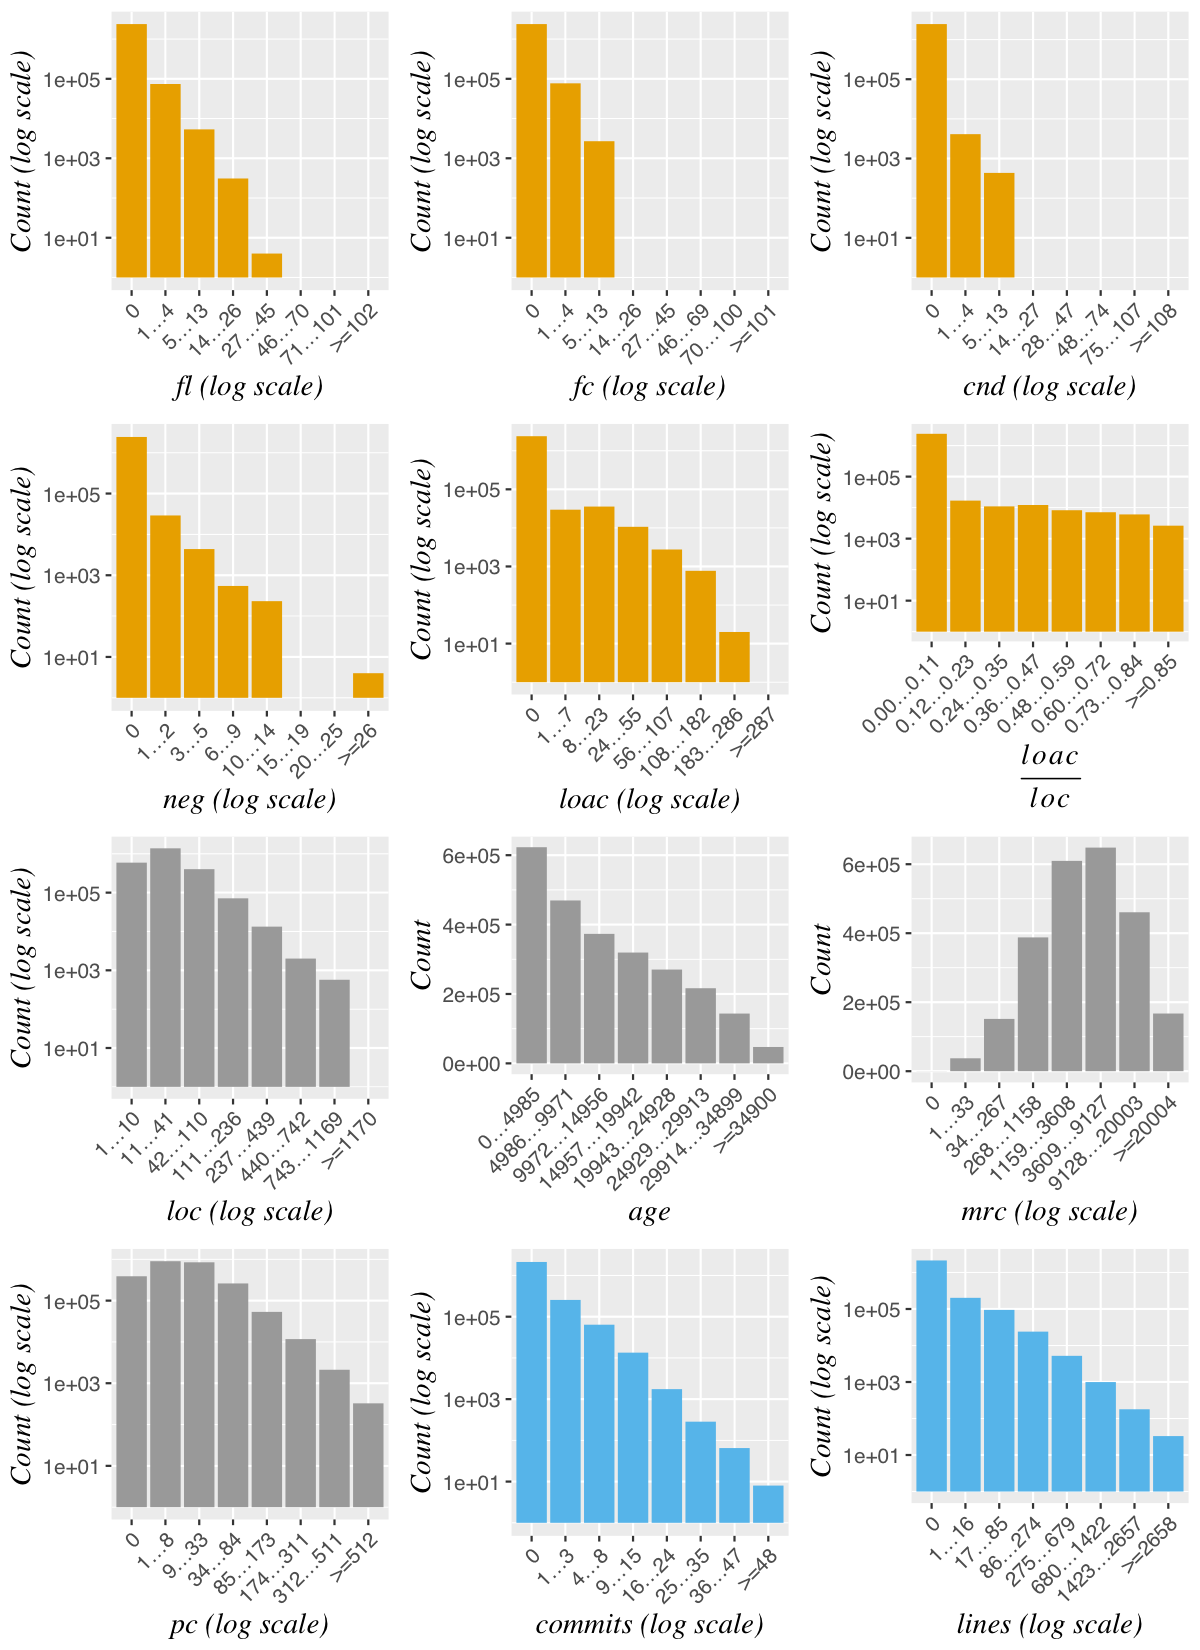 Count (log scale)
1e+05
1e+03
1e+01
0
1...4
5...13
14...26
27...45
46...70
71...101
>=102
fl (log scale)
Count (log scale)
1e+05
1e+03
1e+01
0
1...4
5...13
14...26
27...45
46...69
70...100
>=101
fc (log scale)
Count (log scale)
1e+05
1e+03
1e+01
0
1...4
5...13
14...27
28...47
48...74
75...107
>=108
cnd (log scale)
Count (log scale)
1e+05
1e+03
1e+01
0
1...2
3...5
6...9
10...14
15...19
20...25
>=26
neg (log scale)
Count (log scale)
1e+05
1e+03
1e+01
0
1...7
8...23
24...55
56...107
108...182
183...286
>=287
loac (log scale)
Count (log scale)
1e+05
1e+03
1e+01
0.00...0.11
0.12...0.23
0.24...0.35
0.36...0.47
0.48...0.59
0.60...0.72
0.73...0.84
>=0.85
loac
loc
Count (log scale)
1e+05
1e+03
1e+01
1...10
11...41
42...110
111...236
237...439
440...742
743...1169
>=1170
loc (log scale)
Count
6e+05
4e+05
2e+05
0e+00
0...4985
4986...9971
9972...14956
14957...19942
19943...24928
24929...29913
29914...34899
>=34900
age
Count
6e+05
4e+05
2e+05
0e+00
0
1...33
34...267
268...1158
1159...3608
3609...9127
9128...20003
>=20004
mrc (log scale)
Count (log scale)
1e+05
1e+03
1e+01
0
1...8
9...33
34...84
85...173
174...311
312...511
>=512
pc (log scale)
Count (log scale)
1e+05
1e+03
1e+01
0
1...3
4...8
9...15
16...24
25...35
36...47
>=48
commits (log scale)
Count (log scale)
1e+05
1e+03
1e+01
0
1...16
17...85
86...274
275...679
680...1422
1423...2657
>=2658
lines (log scale)